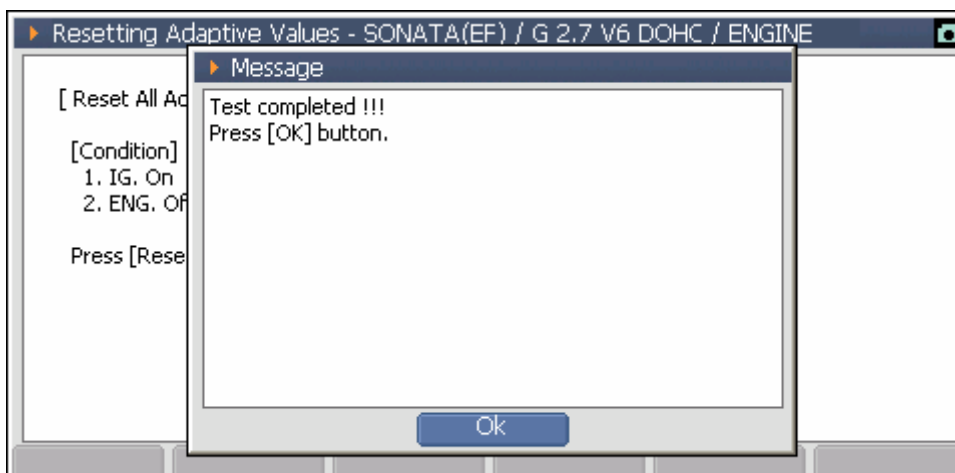 Resetting Adaptive Values - SONATA(EF) / G 2.7 V6 DOHC / ENGINE
Message
[ Reset All Ad
Test completed !!!
Press [OK] button.
[Condition]
1. IG. On
2. ENG. Of
Press [Rese
Ok